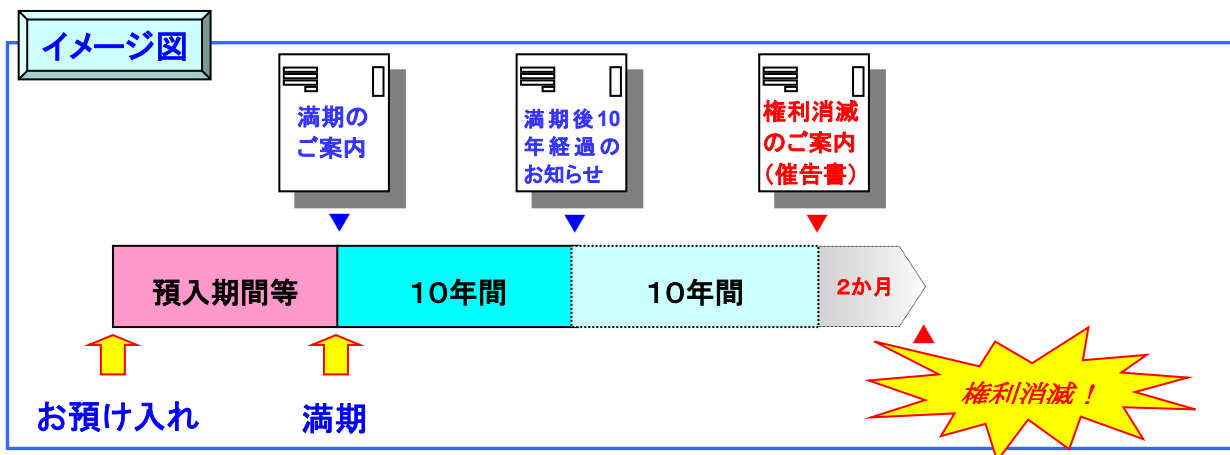 イメージ図
満期の
ご案内
満期後10
年経過の
お知らせ
権利消滅
のご案内
（催告書）
預入期間等
１０年間
１０年間
２か月
お預け入れ
満期
権利消滅！